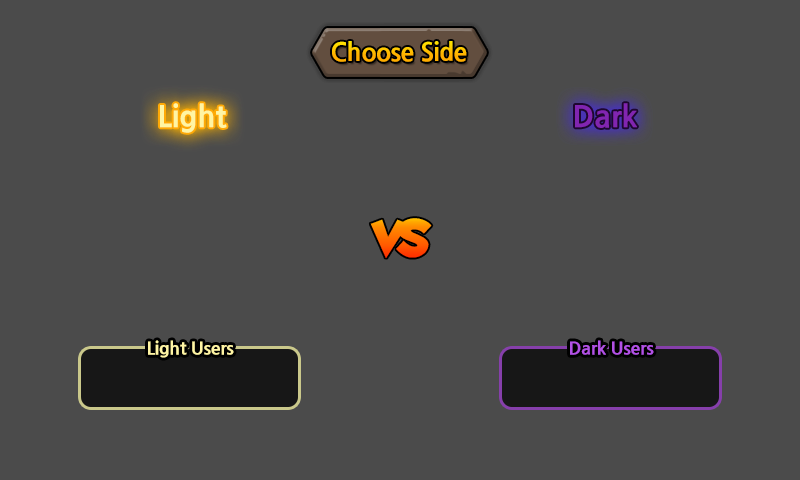 Choose Side
Light
Dark
VS
Light Users
Dark Users